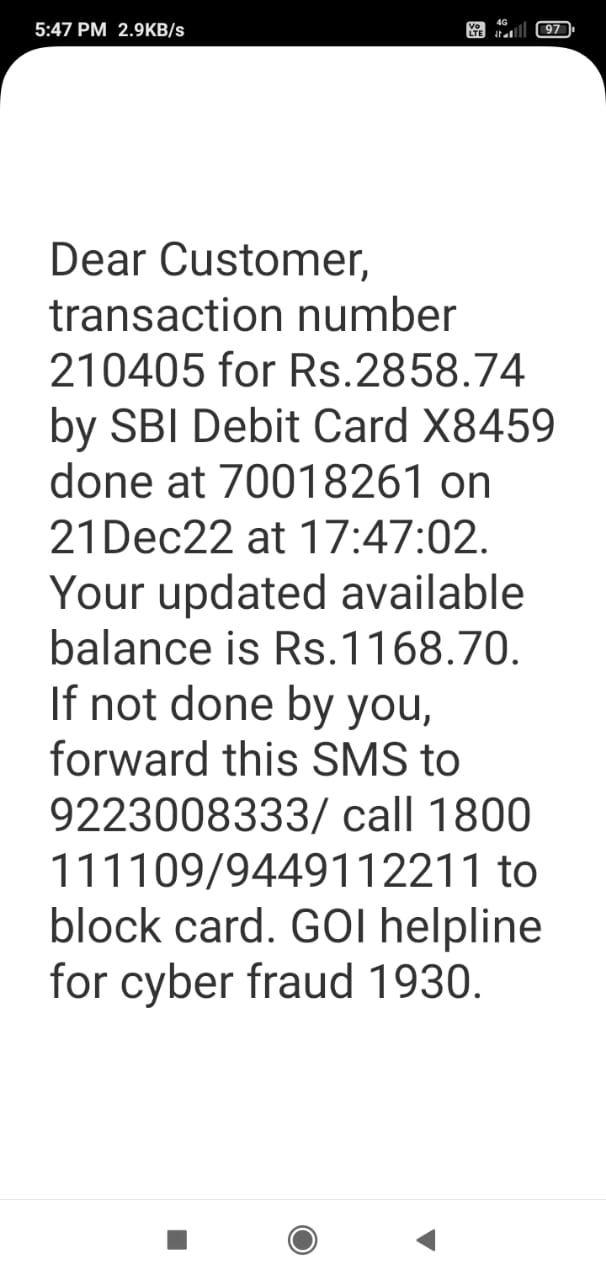 5:47 PM 2.9KB/s Vo LTE 4G 97
Dear Customer,
transaction number
210405 for Rs.2858.74
by SBI Debit Card X8459
done at 70018261 on
21Dec22 at 17:47:02.
Your updated available
balance is Rs.1168.70.
If not done by you,
forward this SMS to
9223008333/ call 1800
111109/9449112211 to
block card. GOI helpline
for cyber fraud 1930.